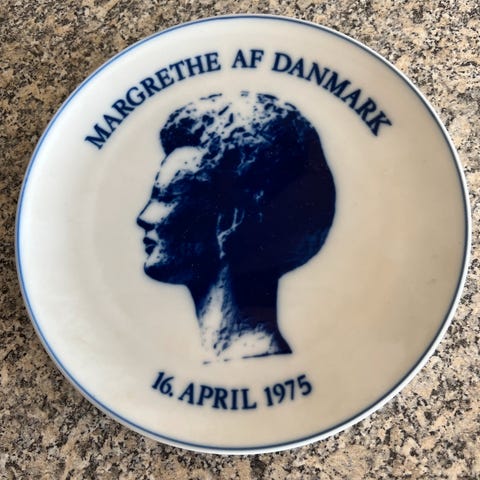 MARGRETHE AF DANMARK
16. APRIL 1975